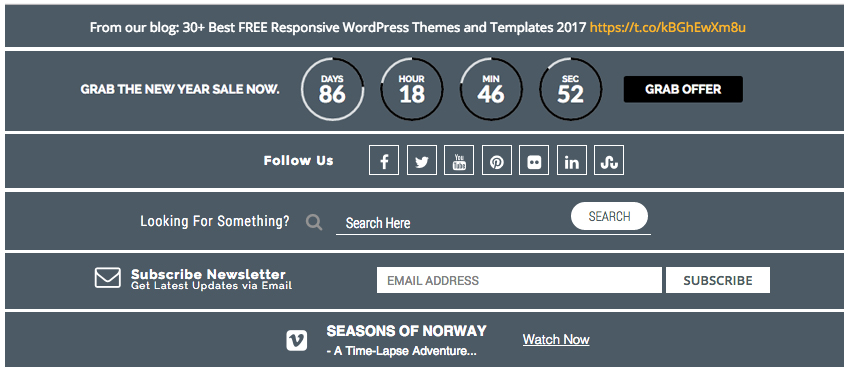 From our blog: 30+ Best FREE Responsive WordPress Themes and Templates 2017 https://t.co/kBGhEwXm8u
GRAB THE NEW YEAR SALE NOW. DAYS 86 HOUR 18 MIN 46 SEC 52 GRAB OFFER
Follow Us f You Tube in
Looking For Something? Search Here SEARCH
Subscribe Newsletter EMAIL ADDRESS SUBSCRIBE
Get Latest Updates via Email
SEASONS OF NORWAY Watch Now
- A Time-Lapse Adventure...